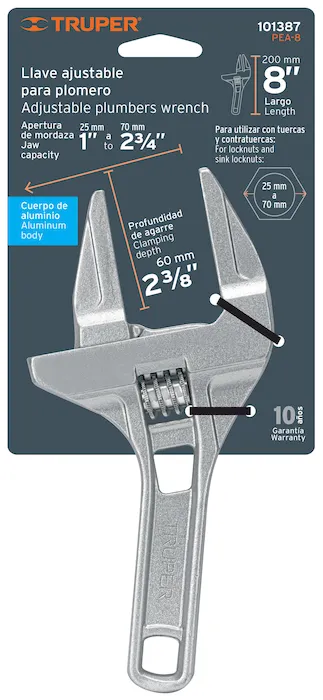 TRUPER®
101387
PEA-8
Llave ajustable
para plomero
Adjustable plumbers wrench
200 mm
8"
Largo
Length
Apertura
de mordaza
Jaw
capacity
25 mm a 70 mm
1" to 2 3/4"
Para utilizar con tuercas
y contratuercas:
For locknuts and
sink locknuts:
25 mm
a
70 mm
Cuerpo de
aluminio
Aluminum
body
Profundidad
de agarre
Clamping
depth
60 mm
2 3/8"
10 años
Garantía
Warranty
TRUPER